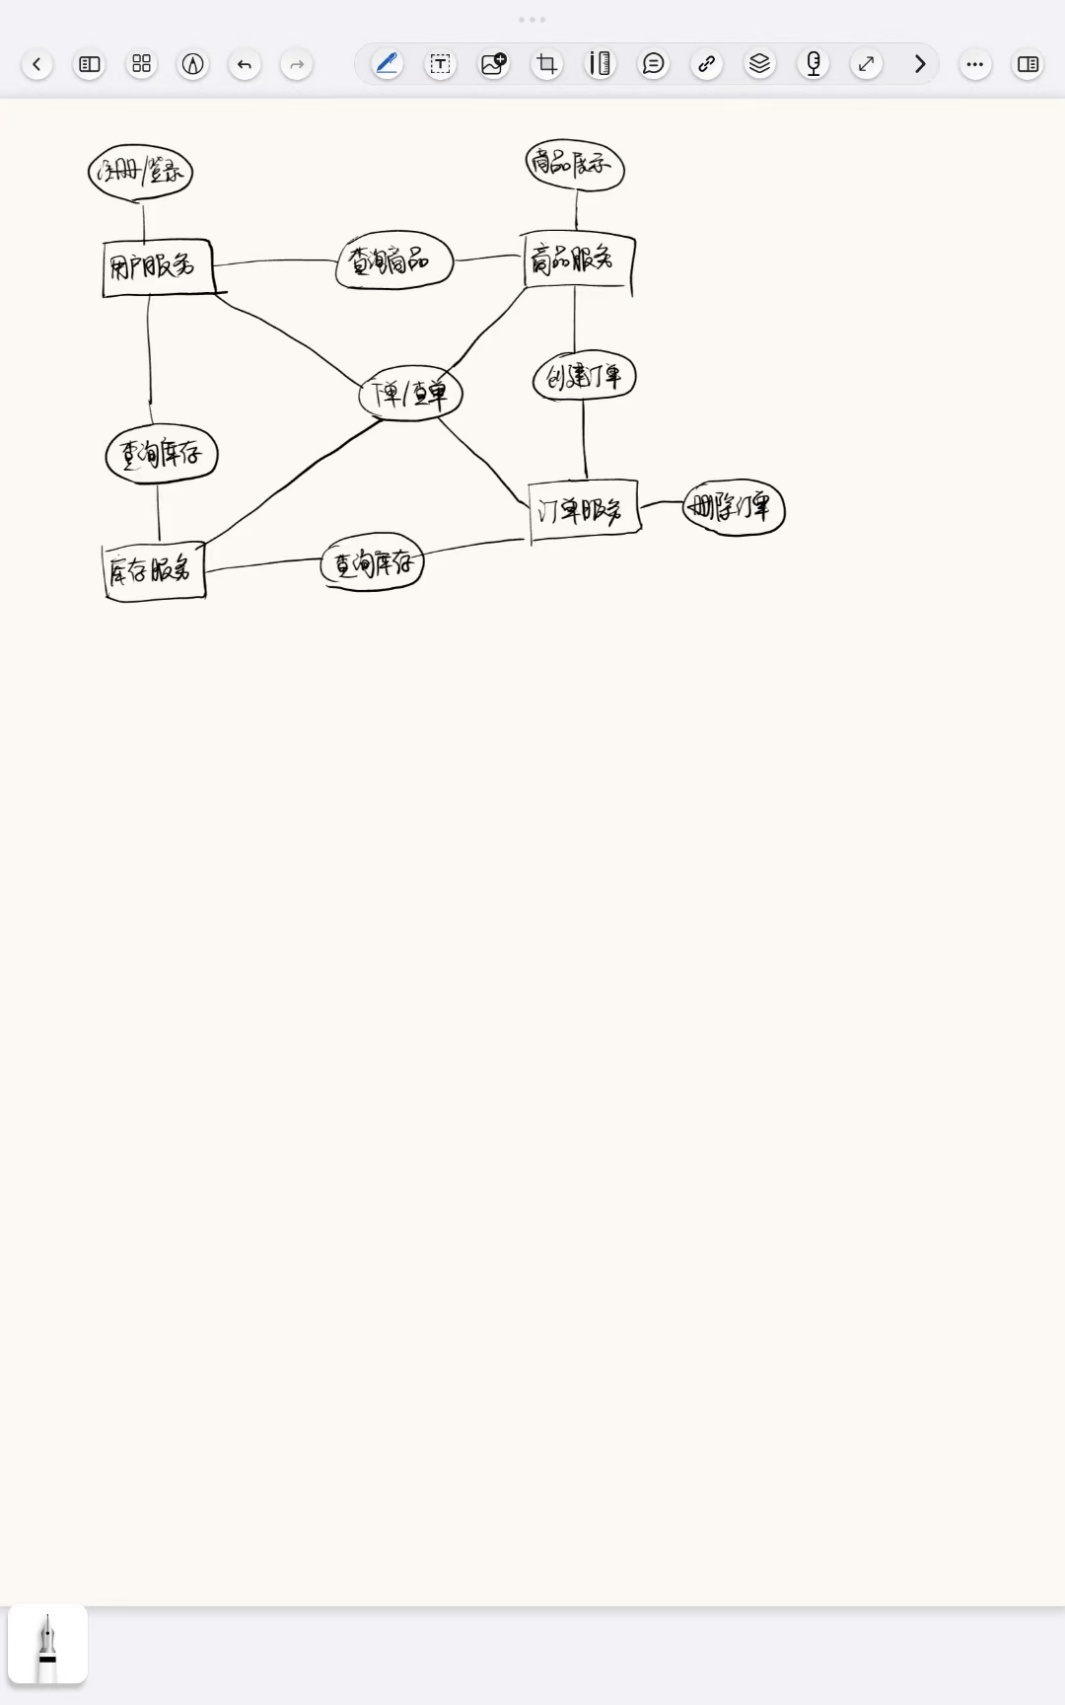 注册/登录
商品展示
用户服务
查询商品
商品服务
下单/查单
创建订单
查询库存
订单服务
删除订单
库存服务
查询库存